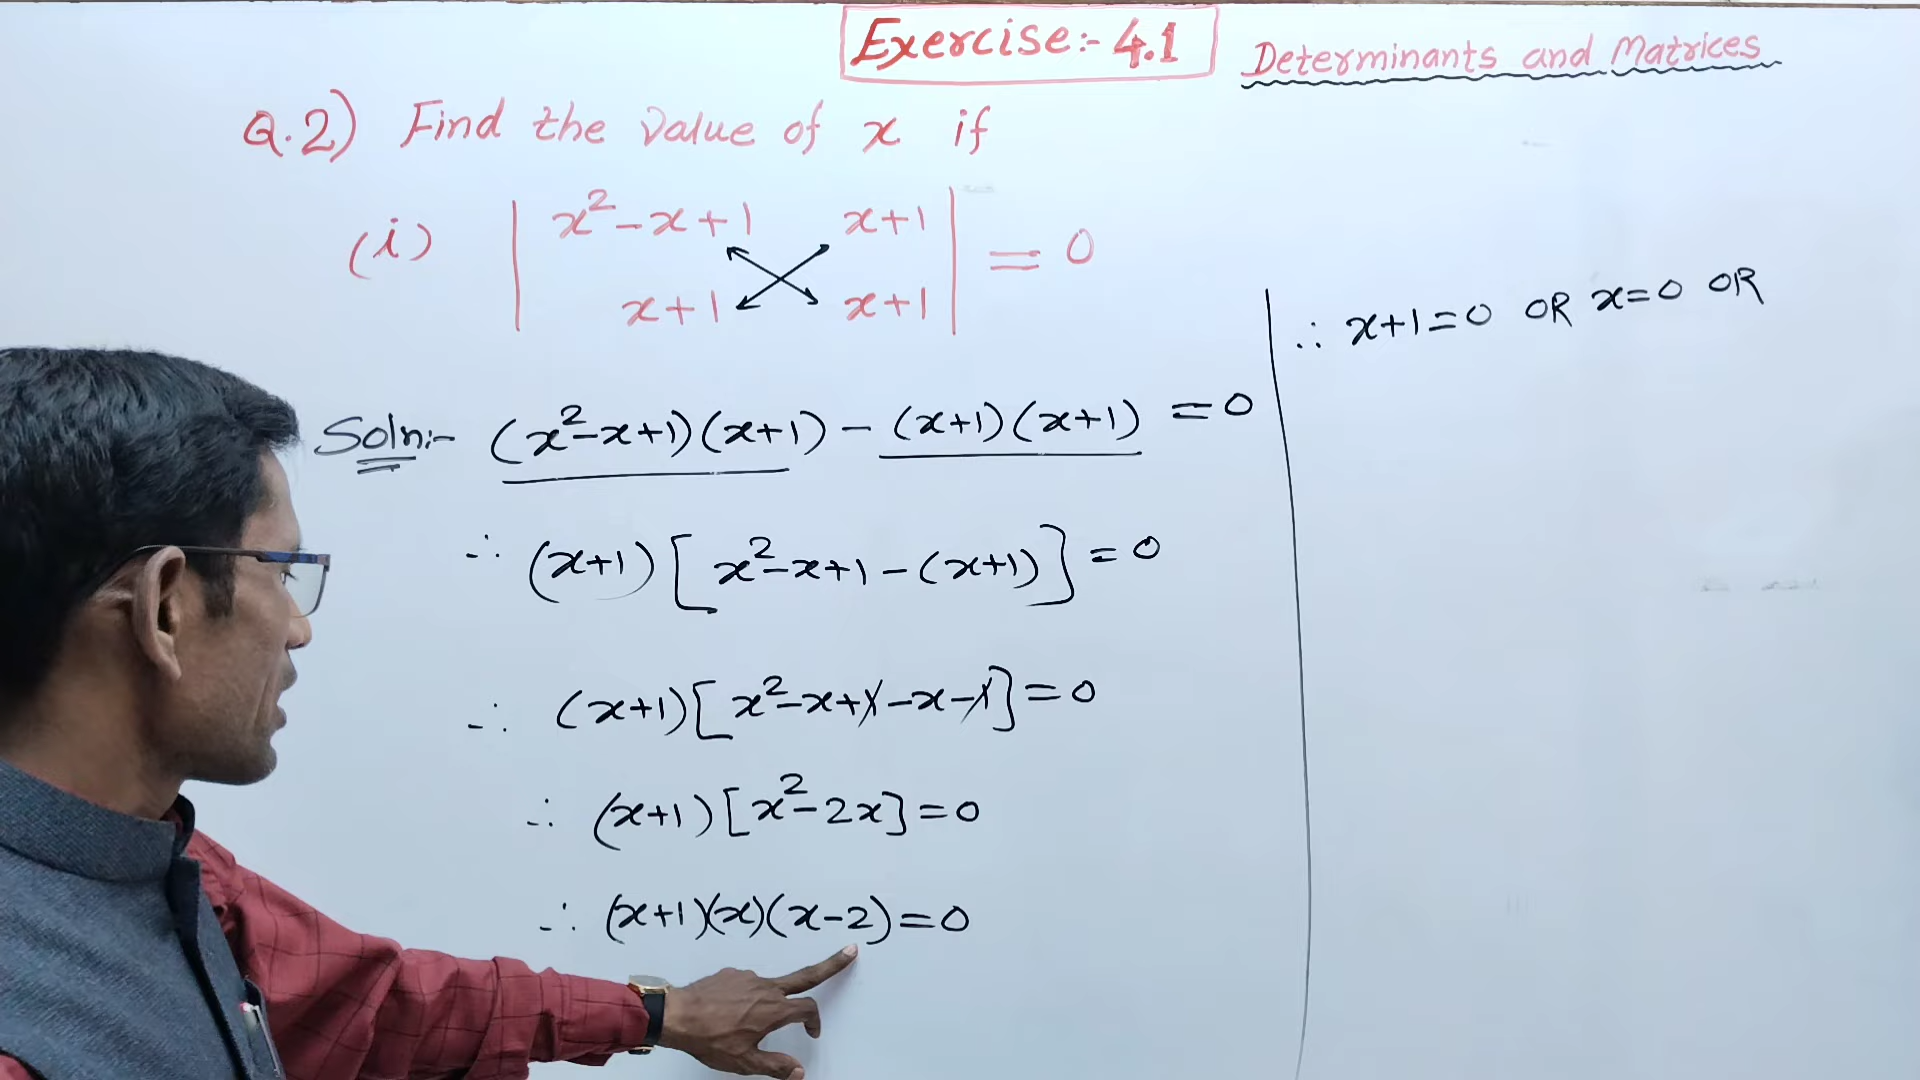 Exercise:- 4.1
Determinants and Matrices
Q.2) Find the value of x if
(i) | x²-x+1 x+1 |
| x+1 x+1 | = 0
Soln:- (x²-x+1)(x+1) - (x+1)(x+1) = 0
∴ (x+1) [ x²-x+1-(x+1) ] = 0
∴ (x+1) [ x²-x+1-x-1 ] = 0
∴ (x+1) [ x²-2x ] = 0
∴ (x+1)(x)(x-2) = 0
∴ x+1=0 OR x=0 OR